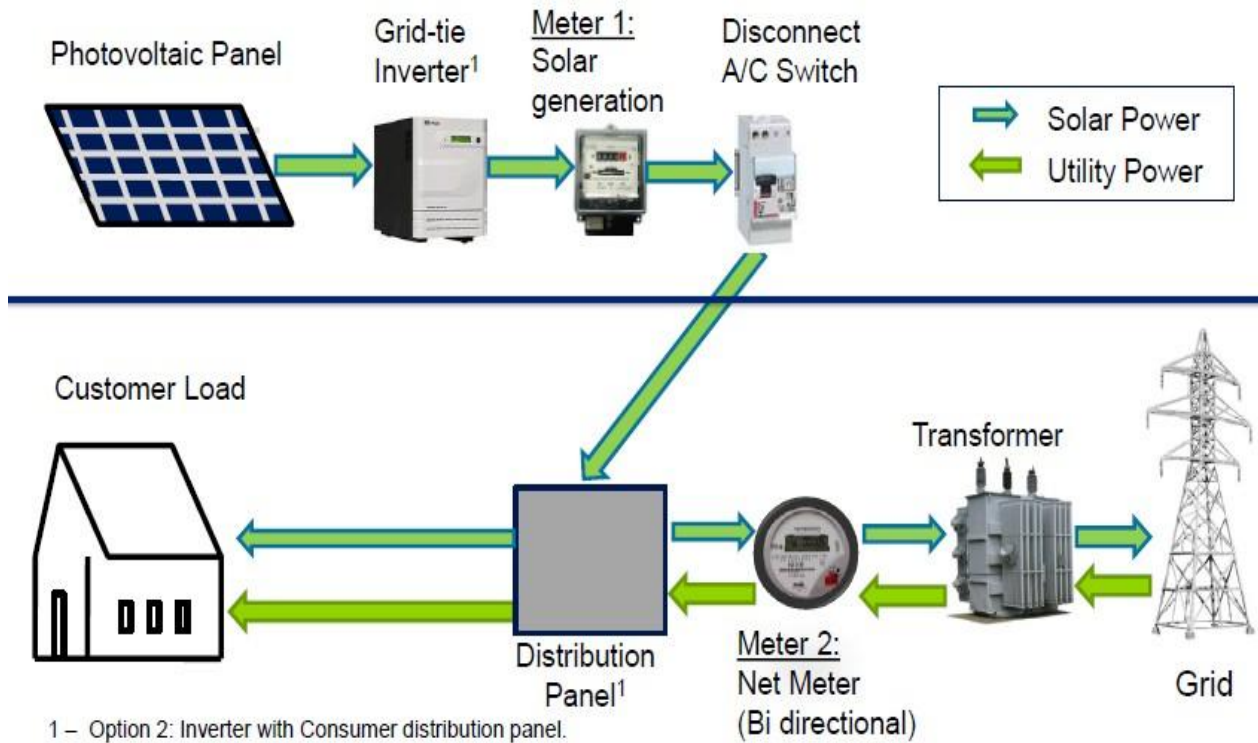 Photovoltaic Panel
Grid-tie
Inverter1
Meter 1:
Solar
generation
Disconnect
A/C Switch
Solar Power
Utility Power
Customer Load
Transformer
Distribution
Panel1
Meter 2:
Net Meter
(Bi directional)
Grid
1 – Option 2: Inverter with Consumer distribution panel.